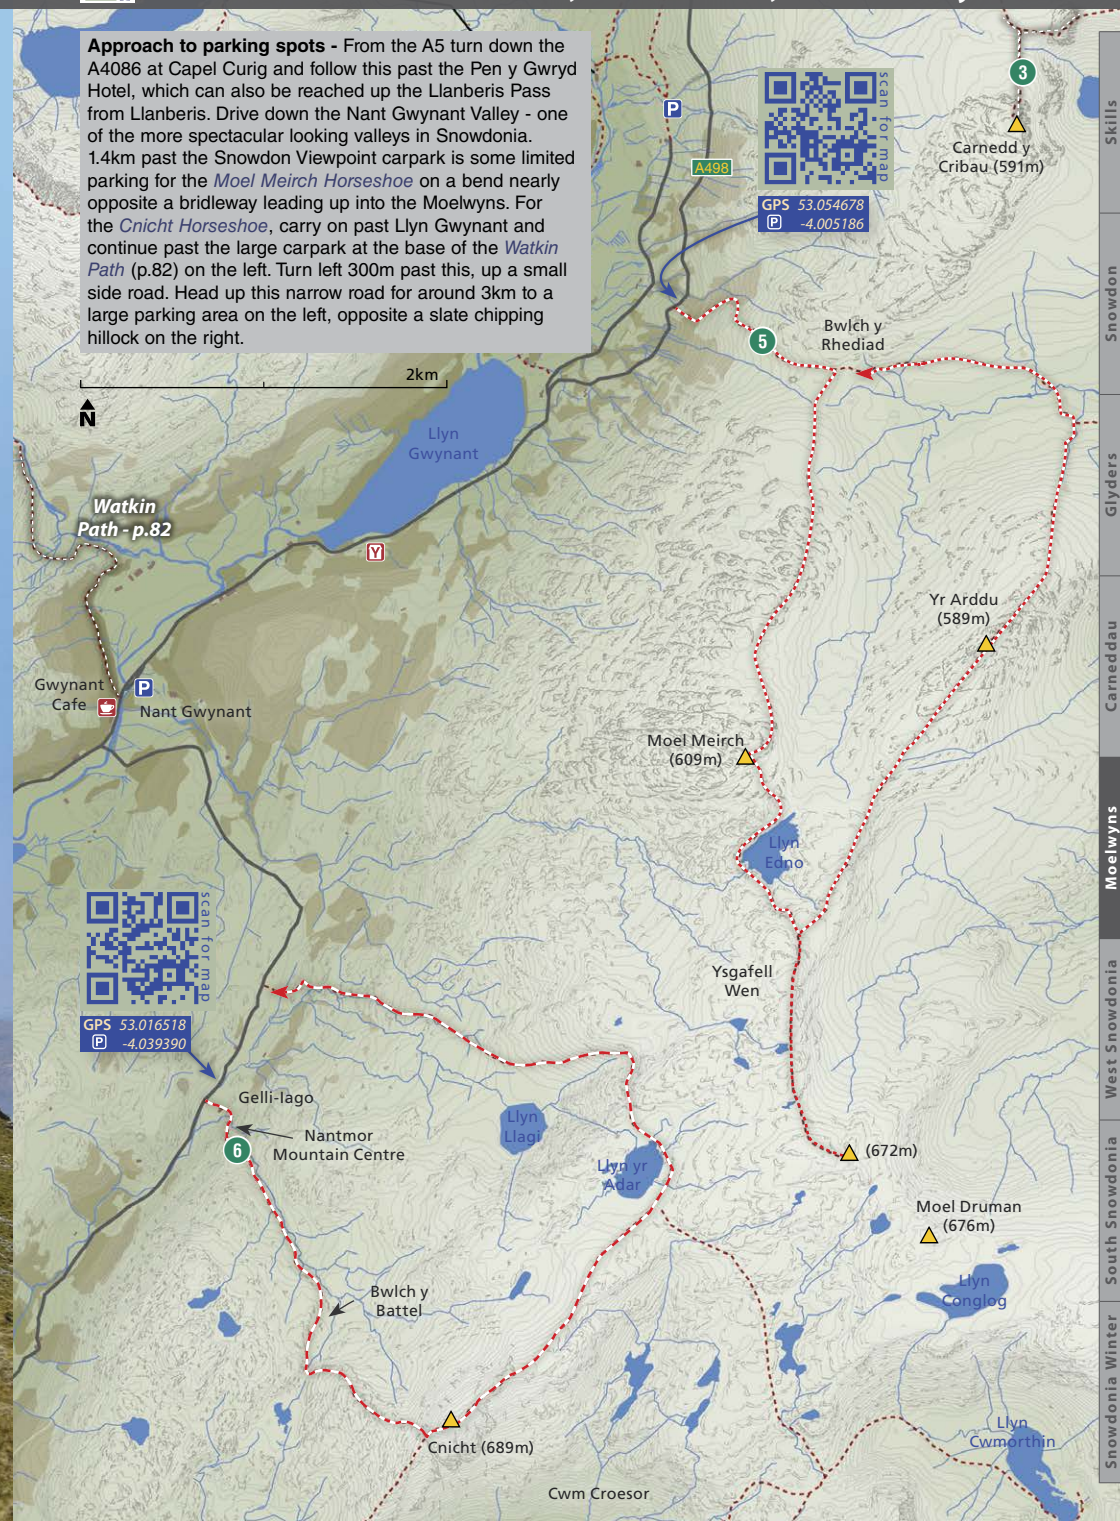 Approach to parking spots - From the A5 turn down the
A4086 at Capel Curig and follow this past the Pen y Gwryd
Hotel, which can also be reached up the Llanberis Pass
from Llanberis. Drive down the Nant Gwynant Valley - one
of the more spectacular looking valleys in Snowdonia.
1.4km past the Snowdon Viewpoint carpark is some limited
parking for the Moel Meirch Horseshoe on a bend nearly
opposite a bridleway leading up into the Moelwyns. For
the Cnicht Horseshoe, carry on past Llyn Gwynant and
continue past the large carpark at the base of the Watkin
Path (p.82) on the left. Turn left 300m past this, up a small
side road. Head up this narrow road for around 3km to a
large parking area on the left, opposite a slate chipping
hillock on the right.
2km
N
P
A498
scan for map
GPS 53.054678
P -4.005186
3
Carnedd y
Cribau (591m)
5
Bwlch y
Rhediad
Llyn
Gwynant
Watkin
Path - p.82
Y
Yr Arddu
(589m)
Gwynant
Cafe
P
Nant Gwynant
Moel Meirch
(609m)
Llyn
Edno
scan for map
GPS 53.016518
P -4.039390
Ysgafell
Wen
Gelli-Iago
Nantmor
Mountain Centre
6
Llyn
Llagi
Llyn yr
Adar
(672m)
Moel Druman
(676m)
Llyn
Conglog
Bwlch y
Battel
Cnicht (689m)
Llyn
Cwmorthin
Cwm Croesor
Skills
Snowdon
Glyders
Carneddau
Moelwyns
West Snowdonia
South Snowdonia
Snowdonia Winter